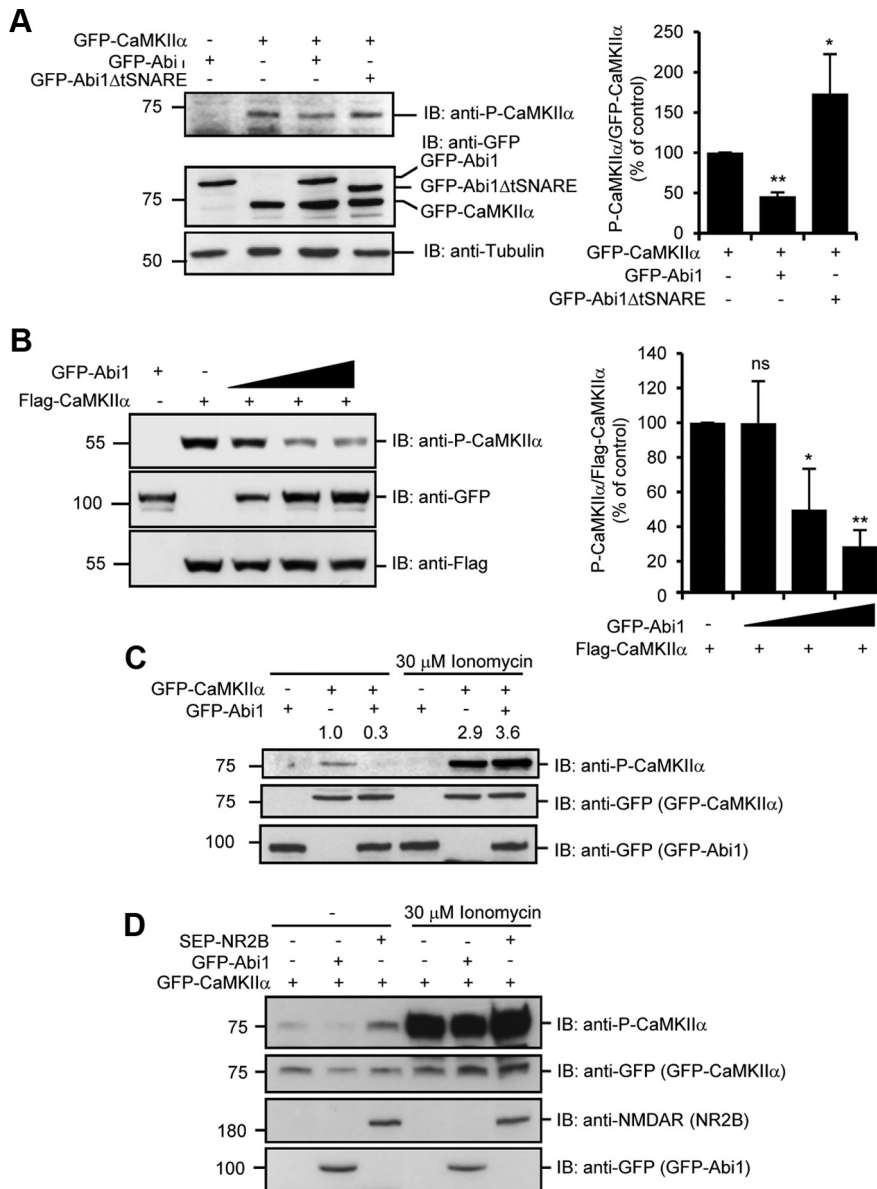 A
GFP-CaMKIIα - + + +
GFP-Abi1 + - + -
GFP-Abi1ΔtSNARE - - - +
75
IB: anti-P-CaMKIIα
IB: anti-GFP
GFP-Abi1
GFP-Abi1ΔtSNARE
75
GFP-CaMKIIα
50
IB: anti-Tubulin
P-CaMKIIα/GFP-CaMKIIα
(% of control)
250
200
150
100
50
0
**
*
GFP-CaMKIIα + + +
GFP-Abi1 - + -
GFP-Abi1ΔtSNARE - - +
B
GFP-Abi1 + -
Flag-CaMKIIα - + + + +
55
IB: anti-P-CaMKIIα
100
IB: anti-GFP
55
IB: anti-Flag
P-CaMKIIα/Flag-CaMKIIα
(% of control)
140
120
100
80
60
40
20
0
ns
*
**
GFP-Abi1 -
Flag-CaMKIIα + + + +
C
30 μM Ionomycin
GFP-CaMKIIα - + + - + +
GFP-Abi1 + - + + - +
1.0 0.3 2.9 3.6
75
IB: anti-P-CaMKIIα
75
IB: anti-GFP (GFP-CaMKIIα)
100
IB: anti-GFP (GFP-Abi1)
D
- 30 μM Ionomycin
SEP-NR2B - - + - - +
GFP-Abi1 - + - - + -
GFP-CaMKIIα + + + + + +
75
IB: anti-P-CaMKIIα
75
IB: anti-GFP (GFP-CaMKIIα)
180
IB: anti-NMDAR (NR2B)
100
IB: anti-GFP (GFP-Abi1)